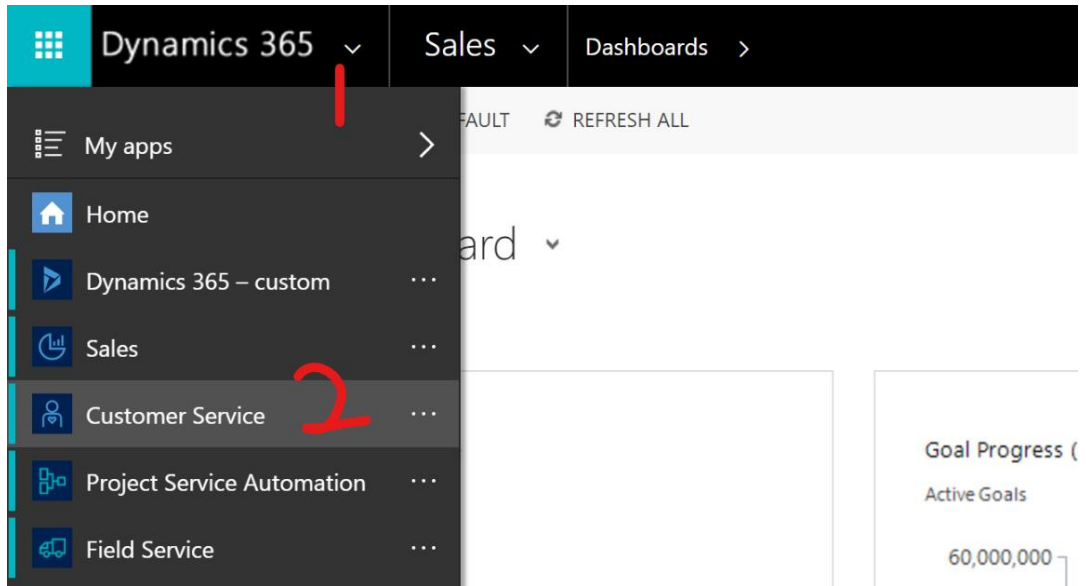 Dynamics 365 Sales Dashboards
1
FAULT REFRESH ALL
My apps
Home
ard
Dynamics 365 – custom
Sales
2
Customer Service
Project Service Automation
Field Service
Goal Progress (
Active Goals
60,000,000